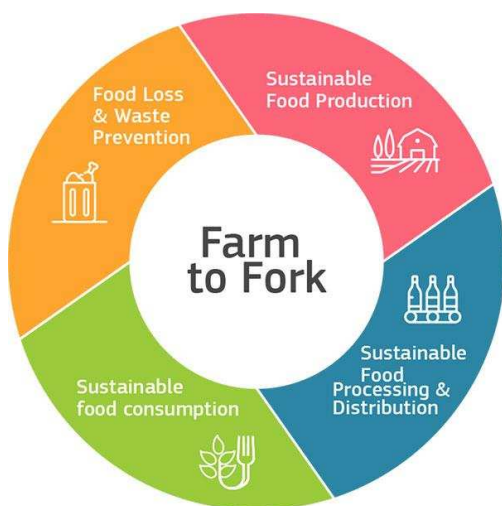 Farm
to Fork
Sustainable
Food Production
Sustainable
Food
Processing &
Distribution
Sustainable
food consumption
Food Loss
& Waste
Prevention